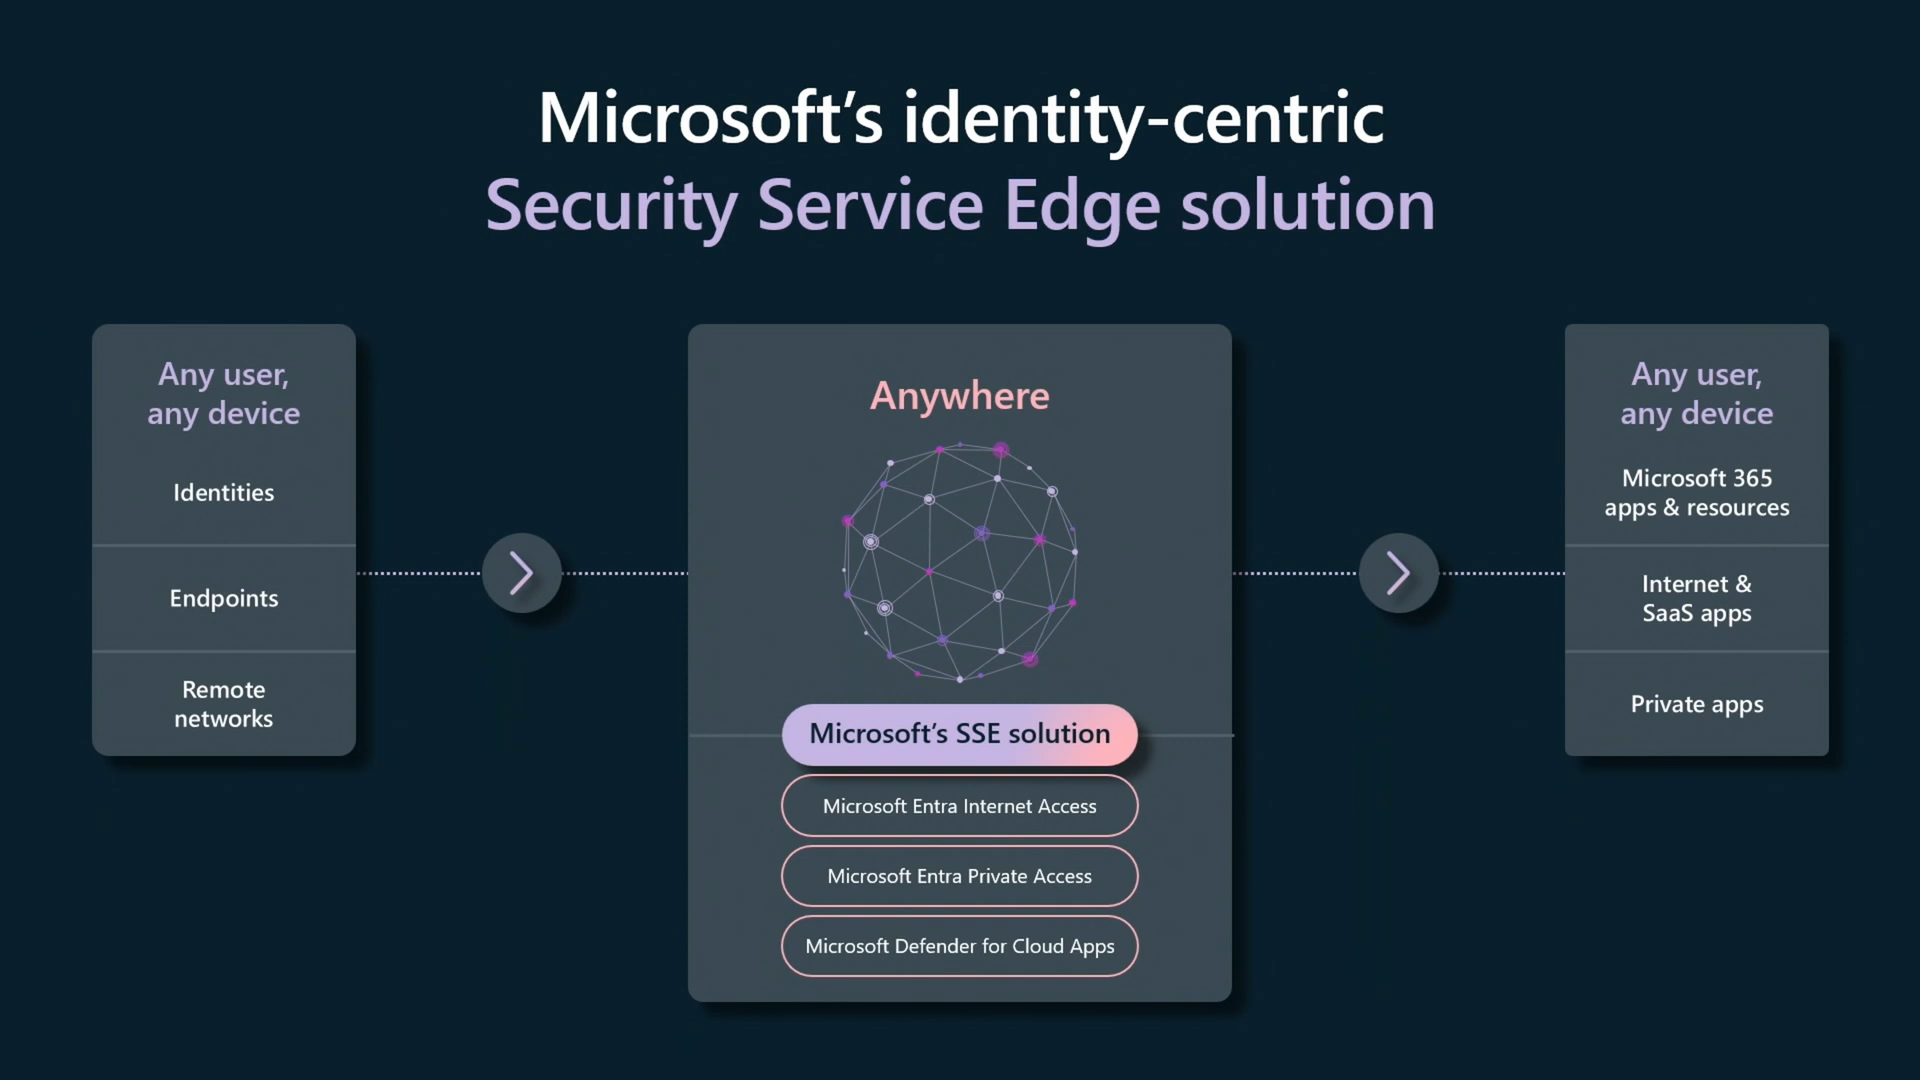 Microsoft’s identity-centric
Security Service Edge solution
Any user,
any device
Identities
Endpoints
Remote
networks
Anywhere
Microsoft’s SSE solution
Microsoft Entra Internet Access
Microsoft Entra Private Access
Microsoft Defender for Cloud Apps
Any user,
any device
Microsoft 365
apps & resources
Internet &
SaaS apps
Private apps